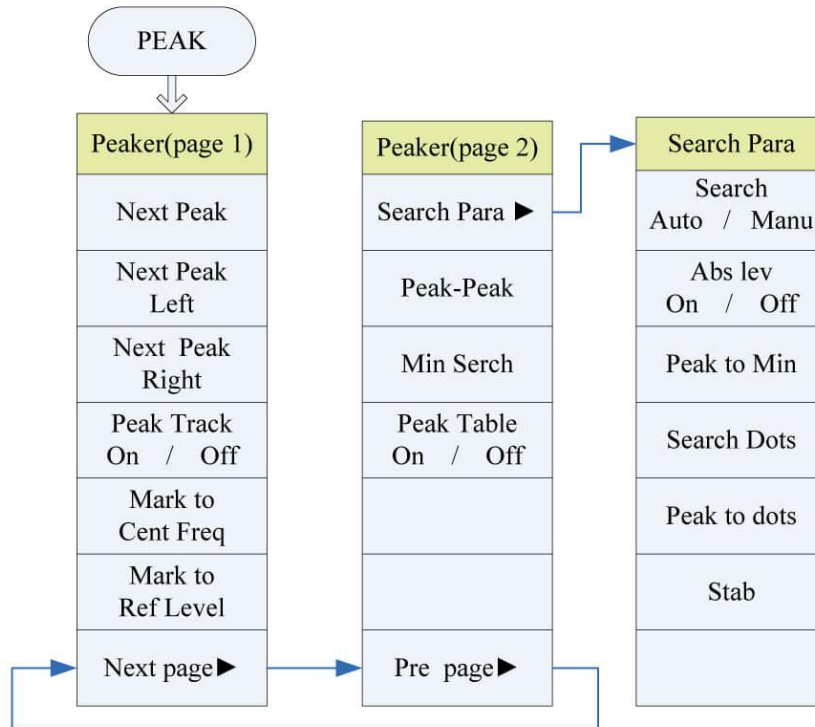 PEAK
Peaker(page 1)
Next Peak
Next Peak
Left
Next Peak
Right
Peak Track
On / Off
Mark to
Cent Freq
Mark to
Ref Level
Next page►
Peaker(page 2)
Search Para ►
Peak-Peak
Min Serch
Peak Table
On / Off
Pre page►
Search Para
Search
Auto / Manu
Abs lev
On / Off
Peak to Min
Search Dots
Peak to dots
Stab